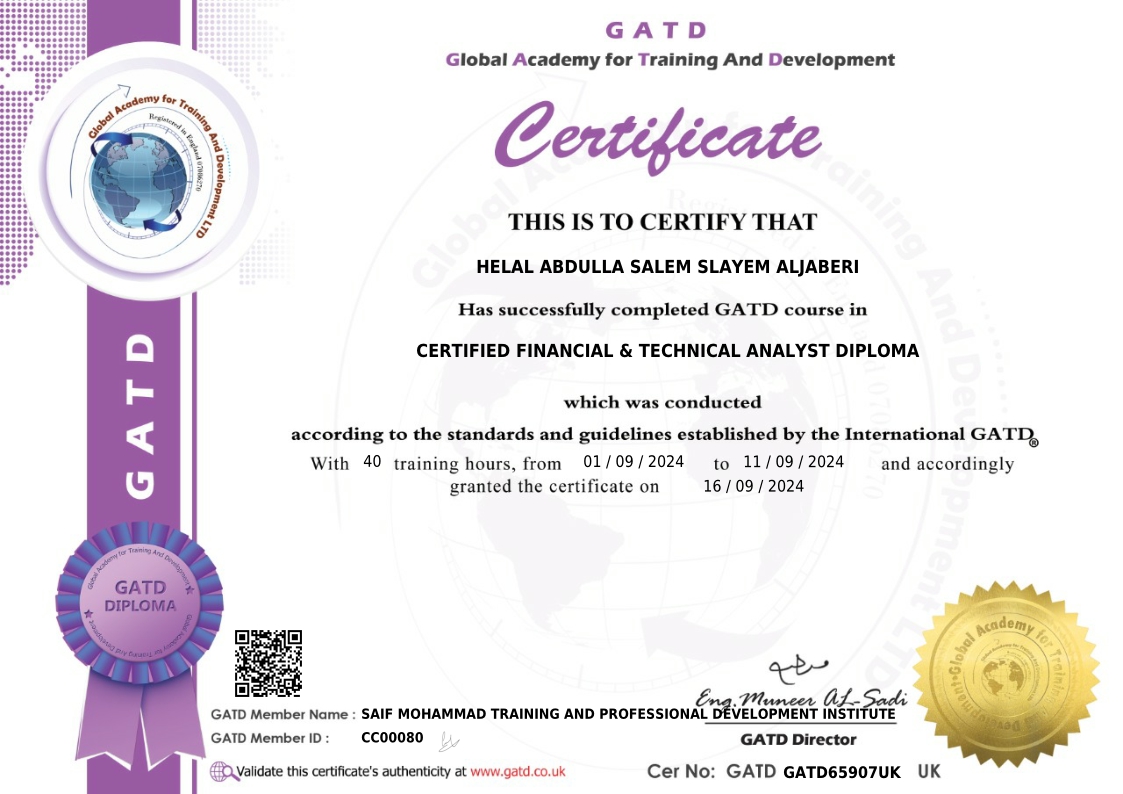 GATD
Global Academy for Training And Development
Global Academy for Training And Development LTD
Certificate
THIS IS TO CERTIFY THAT
HELAL ABDULLA SALEM SLAYEM ALJABERI
Has successfully completed GATD course in
CERTIFIED FINANCIAL & TECHNICAL ANALYST DIPLOMA
which was conducted
according to the standards and guidelines established by the International GATD®
With 40 training hours, from 01 / 09 / 2024 to 11 / 09 / 2024 and accordingly
granted the certificate on 16 / 09 / 2024
GATD
Global Academy for Training And Development
GATD
DIPLOMA
Global Academy for Training And Development
Eng. Muneer AL-Sadi
GATD Member Name : SAIF MOHAMMAD TRAINING AND PROFESSIONAL DEVELOPMENT INSTITUTE
GATD Member ID : CC00080
GATD Director
Validate this certificate's authenticity at www.gatd.co.uk
Cer No: GATD GATD65907UK UK